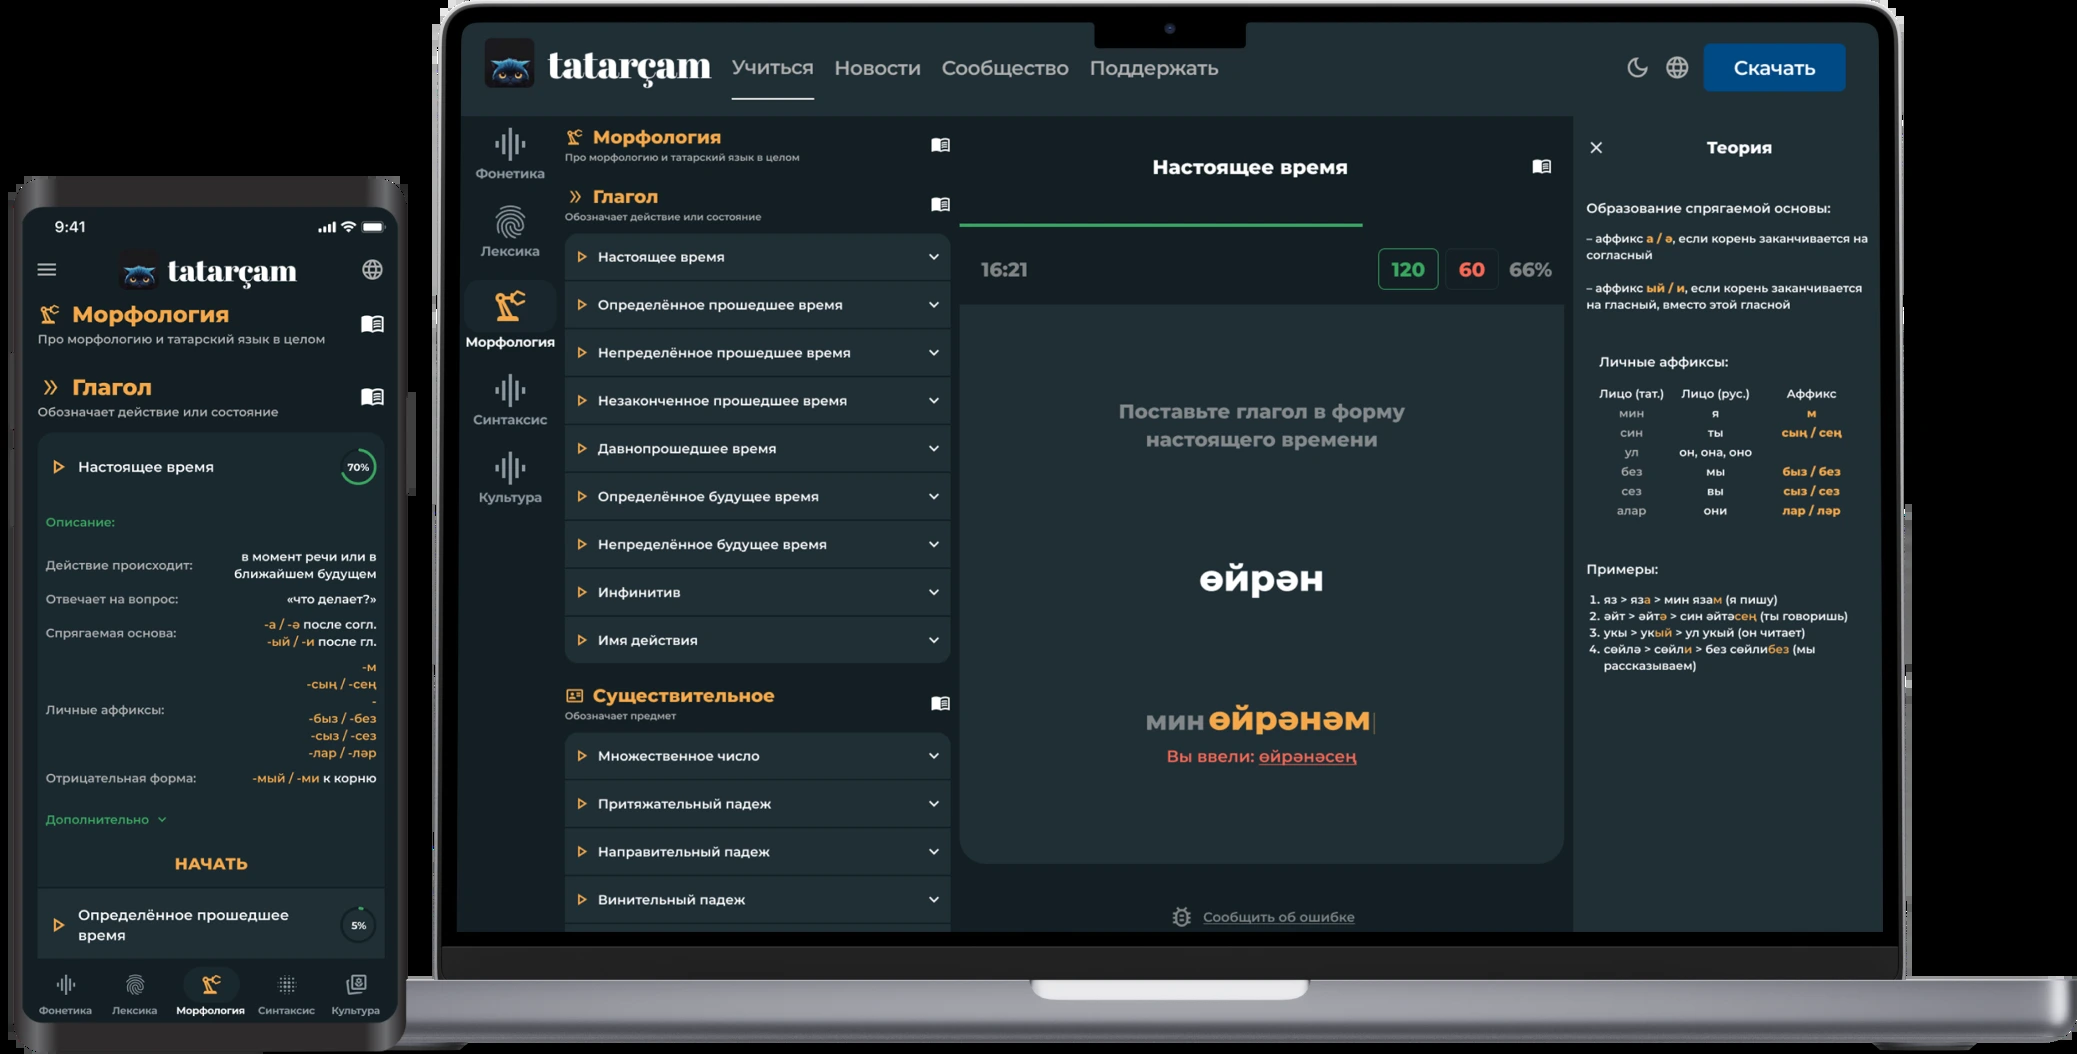 9:41
tatarçam
Морфология
Про морфологию и татарский язык в целом
Глагол
Обозначает действие или состояние
Настоящее время
70%
Описание:
Действие происходит:
в момент речи или в
ближайшем будущем
Отвечает на вопрос:
«что делает?»
Спрягаемая основа:
-а / -ә после согл.
-ый / -и после гл.
Личные аффиксы:
-м
-сың / -сең
-
-быз / -без
-сыз / -сез
-лар / -ләр
Отрицательная форма:
-мый / -ми к корню
Дополнительно
НАЧАТЬ
Определённое прошедшее
время
5%
Фонетика
Лексика
Морфология
Синтаксис
Культура
tatarçam
Учиться
Новости
Сообщество
Поддержать
Скачать
Фонетика
Лексика
Морфология
Синтаксис
Культура
Морфология
Про морфологию и татарский язык в целом
Глагол
Обозначает действие или состояние
Настоящее время
Определённое прошедшее время
Непределённое прошедшее время
Незаконченное прошедшее время
Давнопрошедшее время
Определённое будущее время
Непределённое будущее время
Инфинитив
Имя действия
Существительное
Обозначает предмет
Множественное число
Притяжательный падеж
Направительный падеж
Винительный падеж
Настоящее время
16:21
120
60
66%
Поставьте глагол в форму
настоящего времени
өйрән
мин өйрәнәм
Вы ввели: өйрәнәсең
Сообщить об ошибке
Теория
Образование спрягаемой основы:
– аффикс а / ә, если корень заканчивается на
согласный
– аффикс ый / и, если корень заканчивается
на гласный, вместо этой гласной
Личные аффиксы:
Лицо (тат.) Лицо (рус.) Аффикс
мин я м
син ты сың / сең
ул он, она, оно
без мы быз / без
сез вы сыз / сез
алар они лар / ләр
Примеры:
1. яз > яза > мин язам (я пишу)
2. әйт > әйтә > син әйтәсең (ты говоришь)
3. укы > укый > ул укый (он читает)
4. сөйлә > сөйли > без сөйлибез (мы
рассказываем)